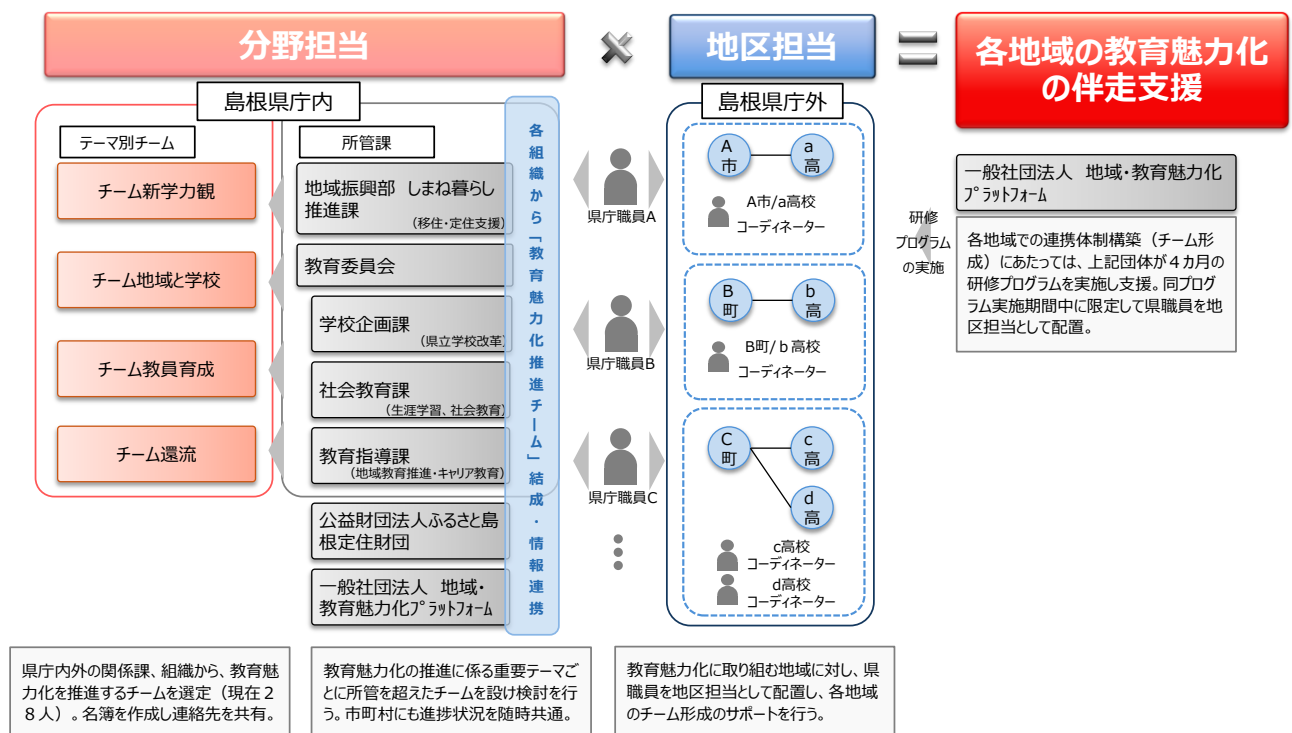 分野担当
×
地区担当
=
各地域の教育魅力化
の伴走支援
島根県庁内
テーマ別チーム
チーム新学力観
チーム地域と学校
チーム教員育成
チーム還流
所管課
地域振興部 しまね暮らし
推進課
(移住・定住支援)
教育委員会
学校企画課
(県立学校改革)
社会教育課
(生涯学習、社会教育)
教育指導課
(地域教育推進・キャリア教育)
公益財団法人ふるさと島
根定住財団
一般社団法人 地域・
教育魅力化プラットフォーム
各組織から「教育魅力化推進チーム」結成・情報連携
県庁職員A
県庁職員B
県庁職員C
島根県庁外
A
市
a
高
A市/a高校
コーディネーター
B
町
b
高
B町/ b高校
コーディネーター
C
町
c
高
d
高
c高校
コーディネーター
d高校
コーディネーター
研修
プログラム
の実施
一般社団法人 地域・教育魅力化
プラットフォーム
各地域での連携体制構築（チーム形
成）にあたっては、上記団体が４カ月の
研修プログラムを実施し支援。同プログ
ラム実施期間中に限定して県職員を地
区担当として配置。
県庁内外の関係課、組織から、教育魅
力化を推進するチームを選定（現在２
８人）。名簿を作成し連絡先を共有。
教育魅力化の推進に係る重要テーマご
とに所管を超えたチームを設け検討を行
う。市町村にも進捗状況を随時共通。
教育魅力化に取り組む地域に対し、県
職員を地区担当として配置し、各地域
のチーム形成のサポートを行う。